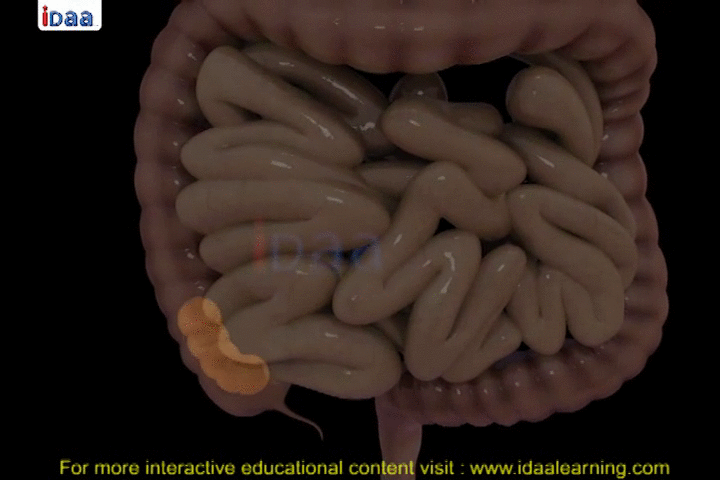 iDaa
iDaa
For more interactive educational content visit : www.idaalearning.com